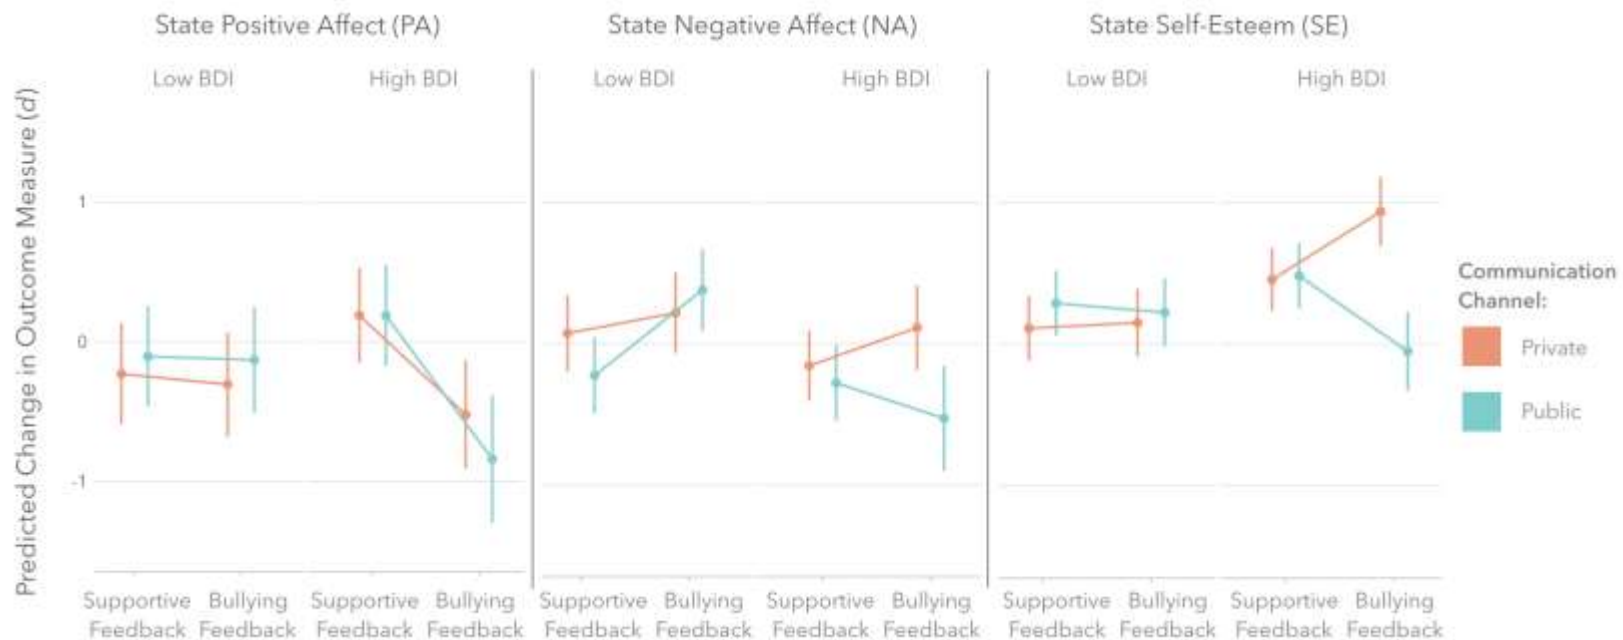 State Positive Affect (PA)
State Negative Affect (NA)
State Self-Esteem (SE)
Low BDI
High BDI
Low BDI
High BDI
Low BDI
High BDI
Predicted Change in Outcome Measure (d)
1
0
-1
Supportive Feedback
Bullying Feedback
Supportive Feedback
Bullying Feedback
Supportive Feedback
Bullying Feedback
Supportive Feedback
Bullying Feedback
Supportive Feedback
Bullying Feedback
Supportive Feedback
Bullying Feedback
Communication
Channel:
Private
Public